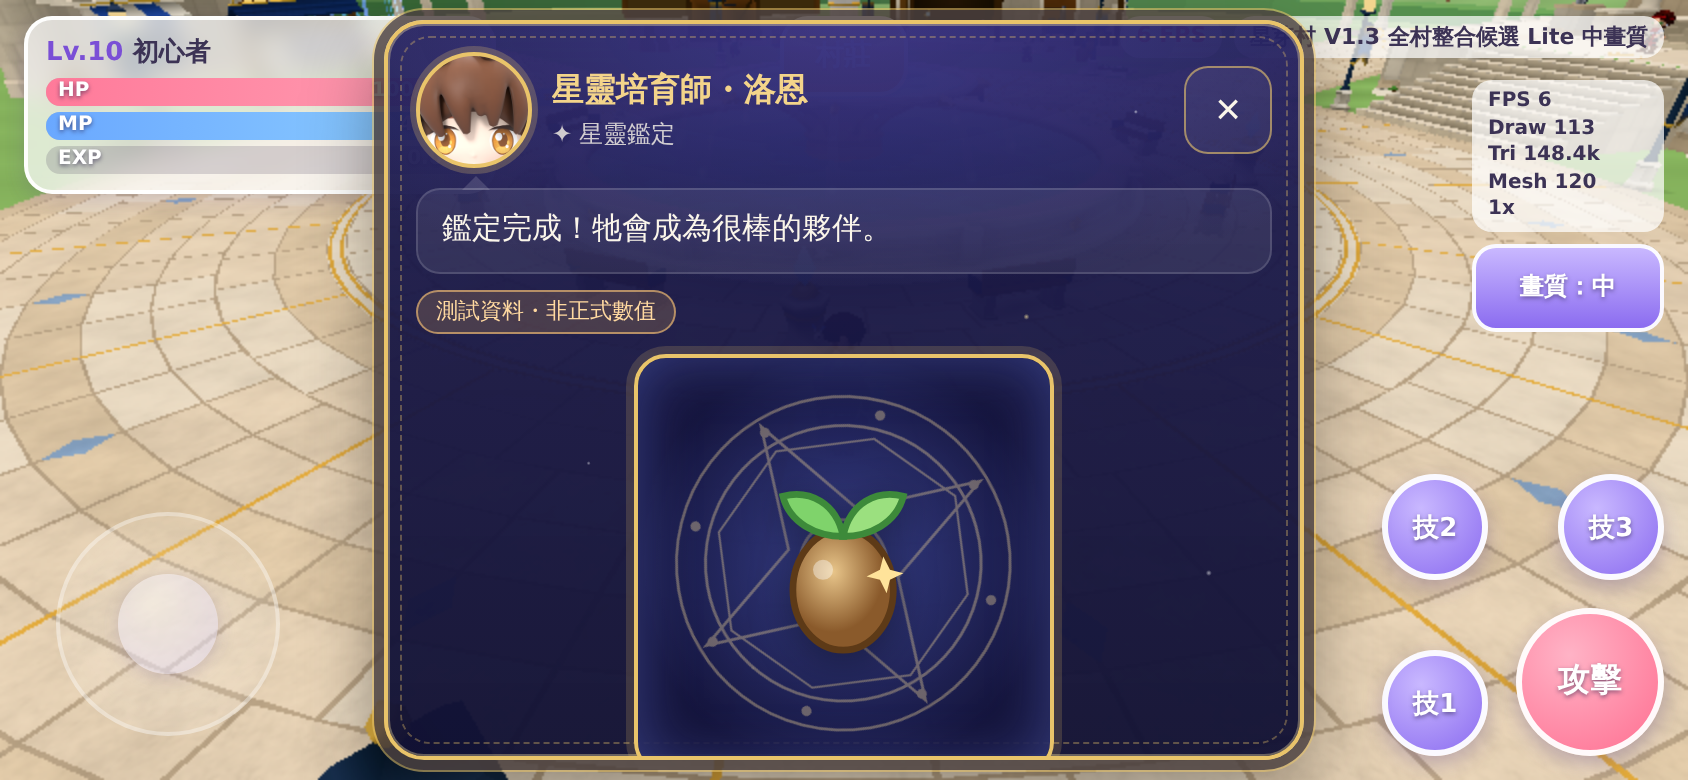 Lv.10 初心者
HP
MP
EXP
星靈培育師・洛恩
✦ 星靈鑑定
×
鑑定完成！牠會成為很棒的夥伴。
測試資料・非正式數值
村 V1.3 全村整合候選 Lite 中畫質
FPS 6
Draw 113
Tri 148.4k
Mesh 120
1x
畫質：中
技2
技3
技1
攻擊